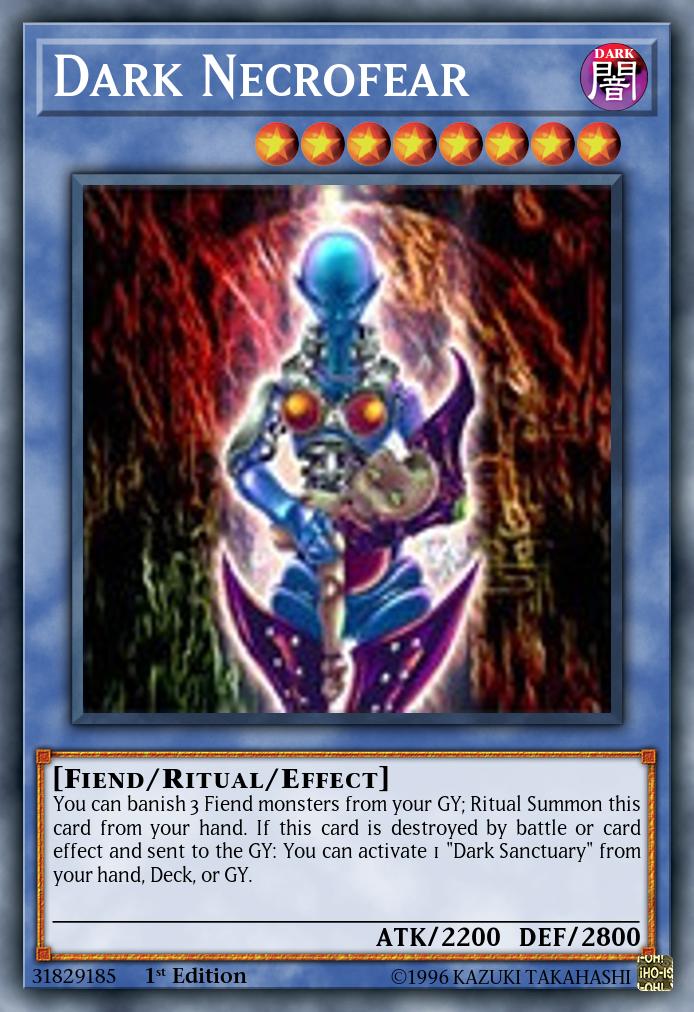 Dark Necrofear
DARK
闇
[Fiend/Ritual/Effect]
You can banish 3 Fiend monsters from your GY; Ritual Summon this
card from your hand. If this card is destroyed by battle or card
effect and sent to the GY: You can activate 1 "Dark Sanctuary" from
your hand, Deck, or GY.
ATK/2200 DEF/2800
31829185 1st Edition ©1996 KAZUKI TAKAHASHI